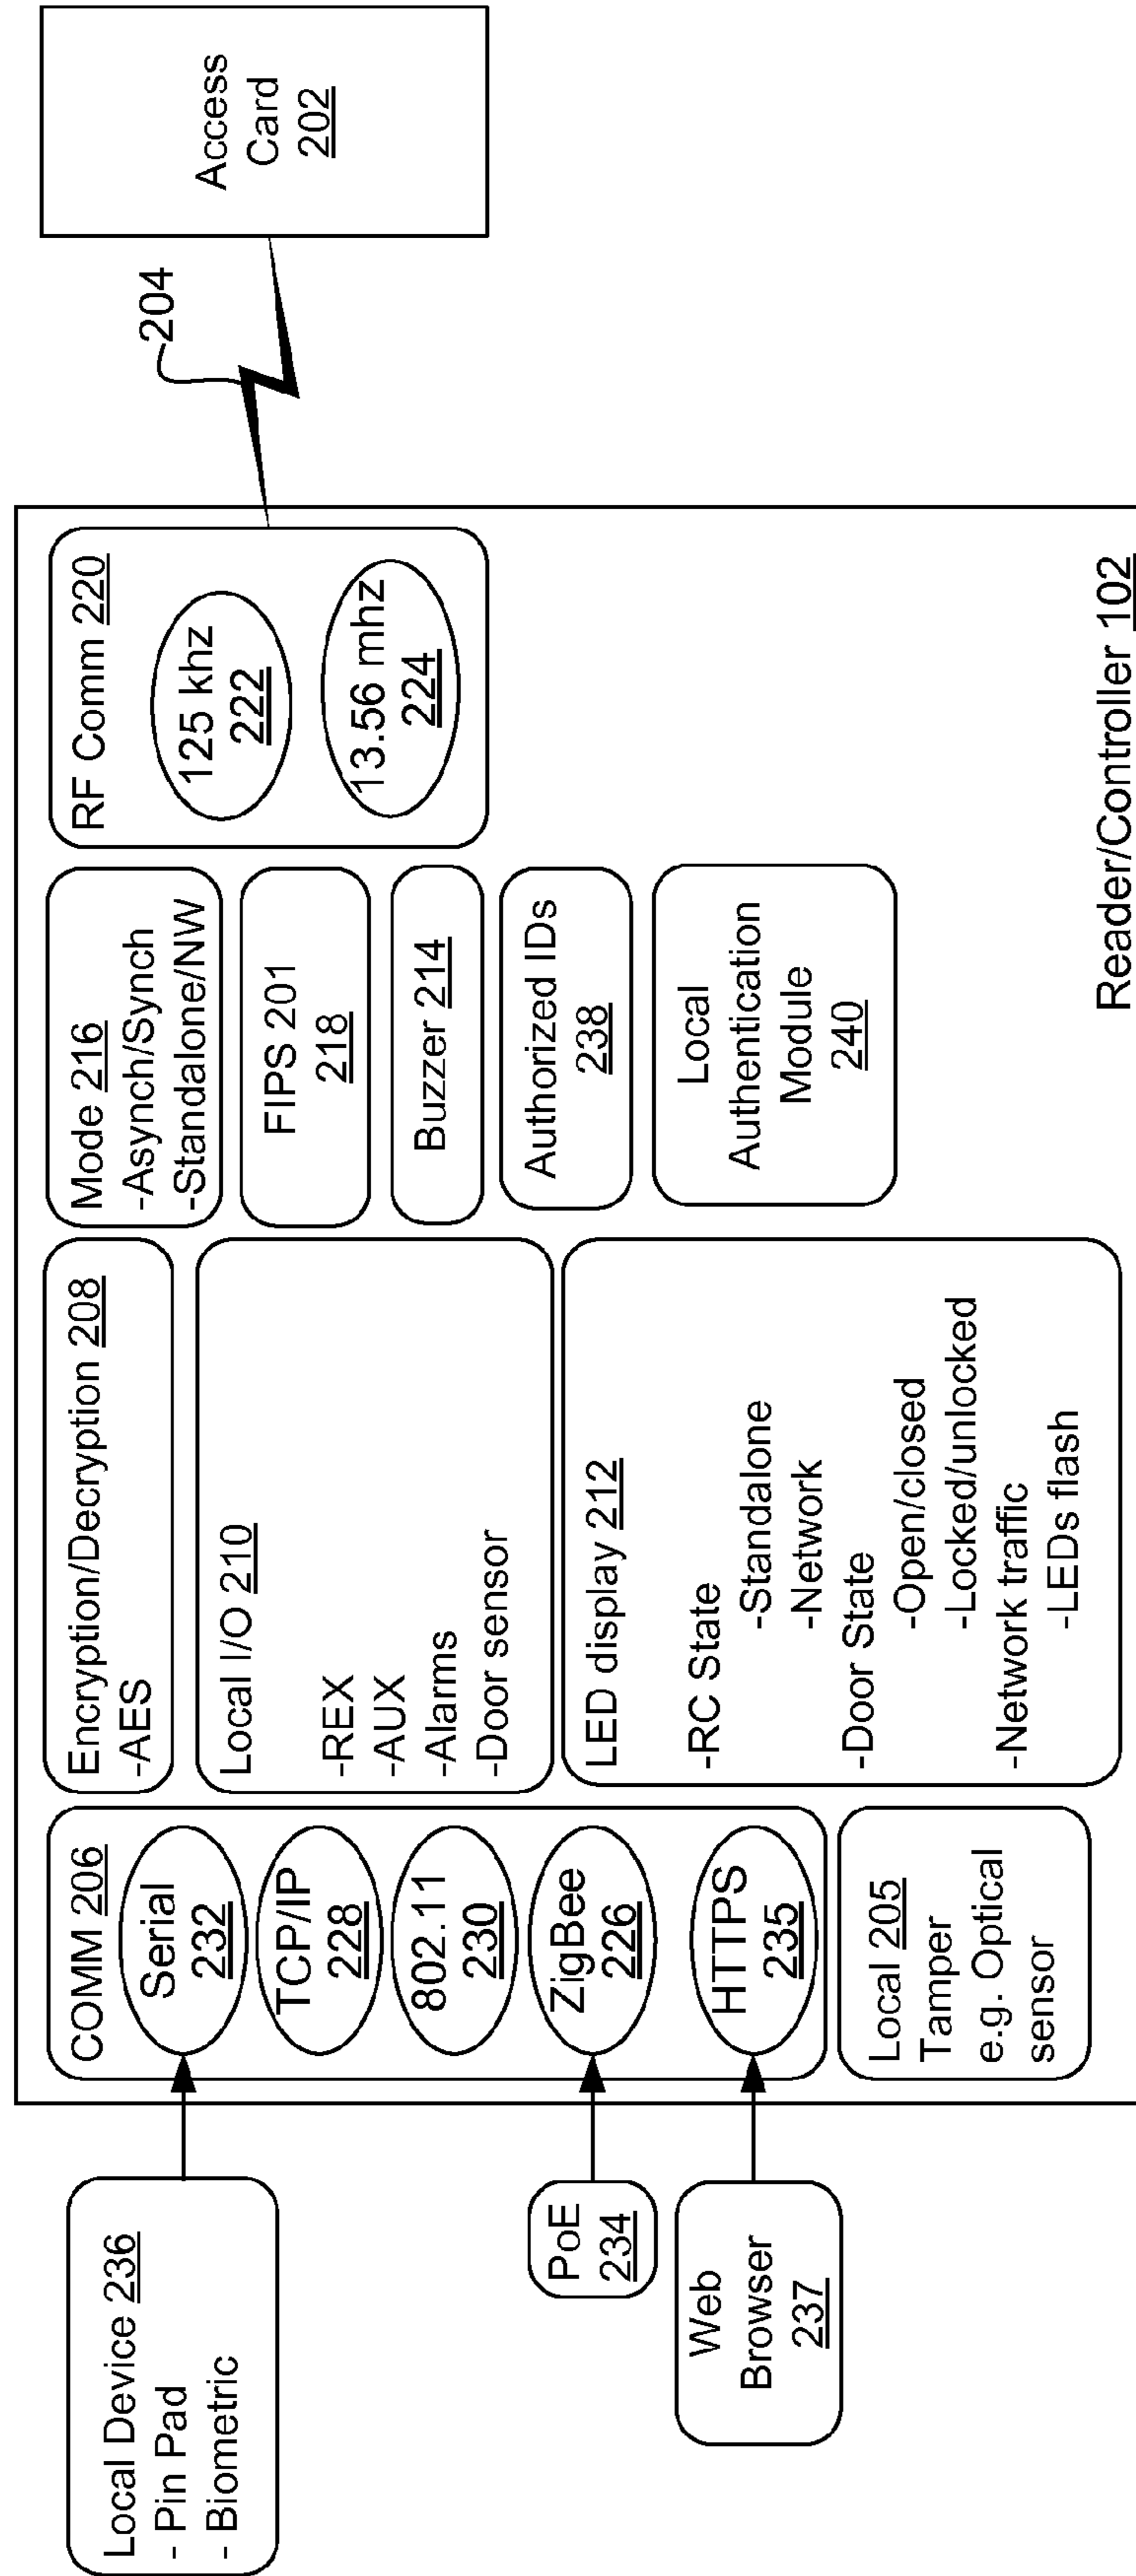 Local Device 236
- Pin Pad
- Biometric
PoE
234
Web
Browser
237
COMM 206
Serial
232
TCP/IP
228
802.11
230
ZigBee
226
HTTPS
235
Local 205
Tamper
e.g. Optical
sensor
Encryption/Decryption 208
-AES
Local I/O 210
-REX
-AUX
-Alarms
-Door sensor
LED display 212
-RC State
-Standalone
-Network
-Door State
-Open/closed
-Locked/unlocked
-Network traffic
-LEDs flash
Mode 216
-Asynch/Synch
-Standalone/NW
FIPS 201
218
Buzzer 214
Authorized IDs
238
Local
Authentication
Module
240
RF Comm 220
125 khz
222
13.56 mhz
224
Reader/Controller 102
204
Access
Card
202